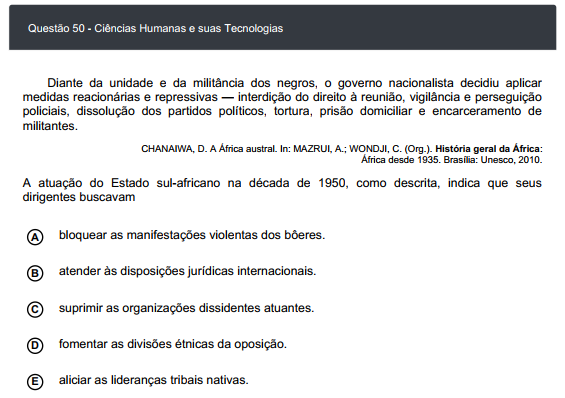 Questão 50 - Ciências Humanas e suas Tecnologias
Diante da unidade e da militância dos negros, o governo nacionalista decidiu aplicar
medidas reacionárias e repressivas — interdição do direito à reunião, vigilância e perseguição
policiais, dissolução dos partidos políticos, tortura, prisão domiciliar e encarceramento de
militantes.
CHANAIWA, D. A África austral. In: MAZRUI, A.; WONDJI, C. (Org.). História geral da África:
África desde 1935. Brasília: Unesco, 2010.
A atuação do Estado sul-africano na década de 1950, como descrita, indica que seus
dirigentes buscavam
A bloquear as manifestações violentas dos bôeres.
B atender às disposições jurídicas internacionais.
C suprimir as organizações dissidentes atuantes.
D fomentar as divisões étnicas da oposição.
E aliciar as lideranças tribais nativas.